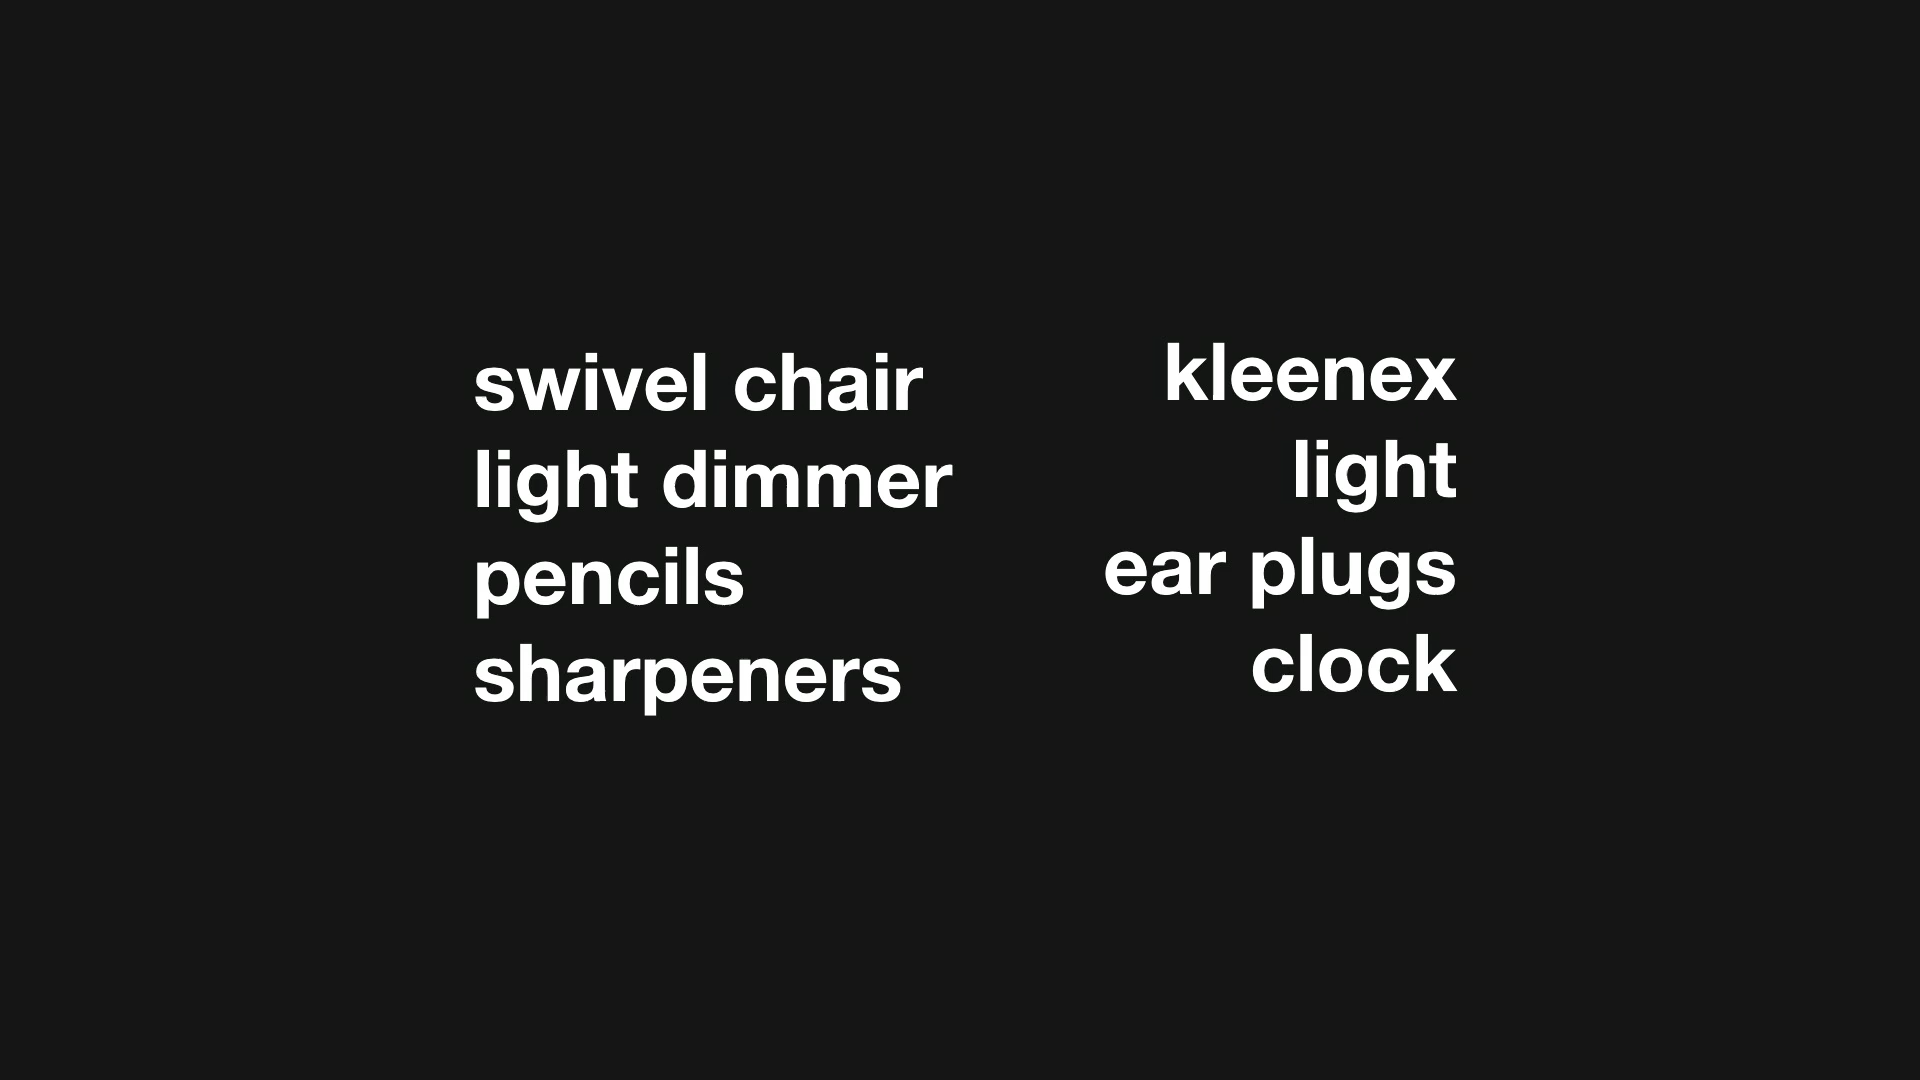 swivel chair
light dimmer
pencils
sharpeners
kleenex
light
ear plugs
clock